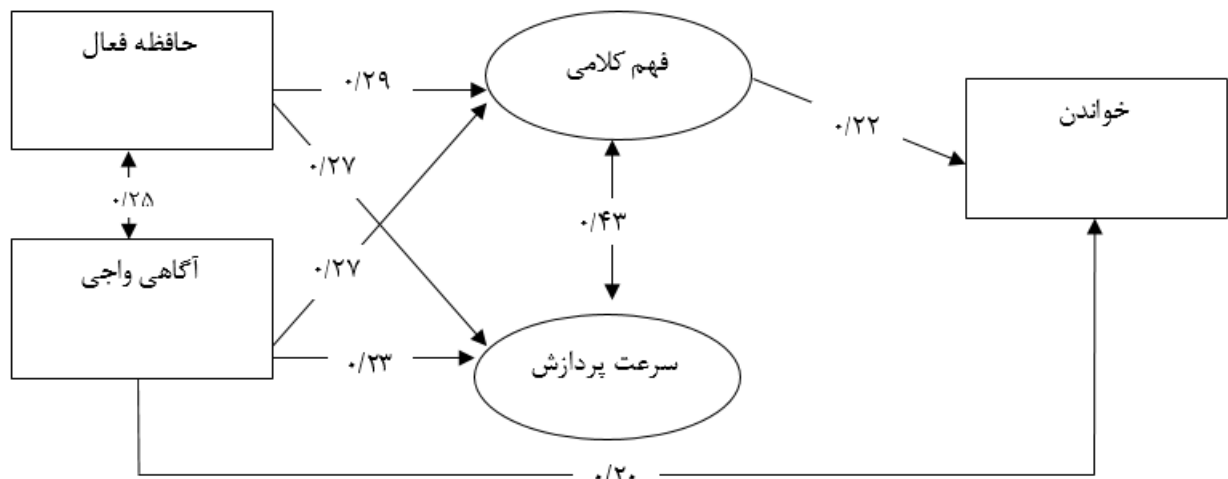 حافظه فعال
فهم کلامی
خواندن
۰/۲۹
۰/۲۲
۰/۲۷
۰/۲۵
۰/۴۳
آگاهی واجی
۰/۲۷
سرعت پردازش
۰/۲۳
۰/۲۰